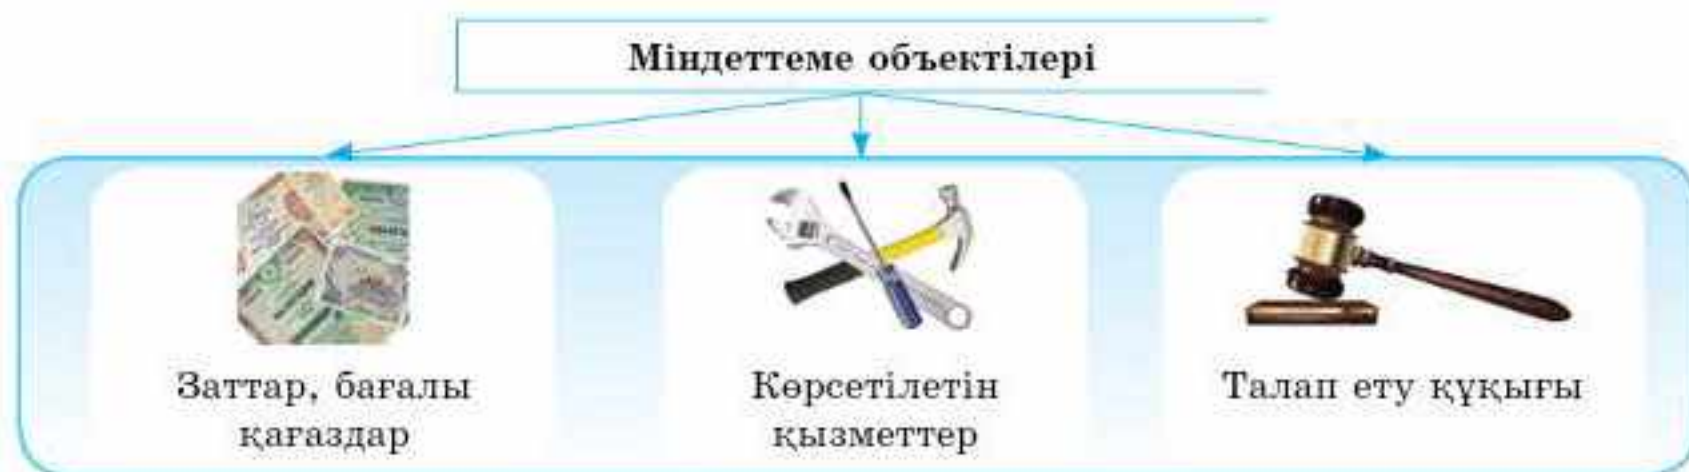 Міндеттеме объектілері
Заттар, бағалы
қағаздар
Көрсетілетін
қызметтер
Талап ету құқығы